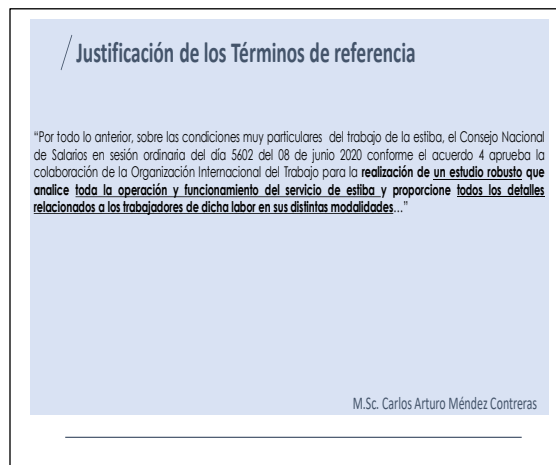 Justificación de los Términos de referencia
“Por todo lo anterior, sobre las condiciones muy particulares del trabajo de la estiba, el Consejo Nacional
de Salarios en sesión ordinaria del día 5602 del 08 de junio 2020 conforme el acuerdo 4 aprueba la
colaboración de la Organización Internacional del Trabajo para la realización de un estudio robusto que
analice toda la operación y funcionamiento del servicio de estiba y proporcione todos los detalles
relacionados a los trabajadores de dicha labor en sus distintas modalidades...”
M.Sc. Carlos Arturo Méndez Contreras